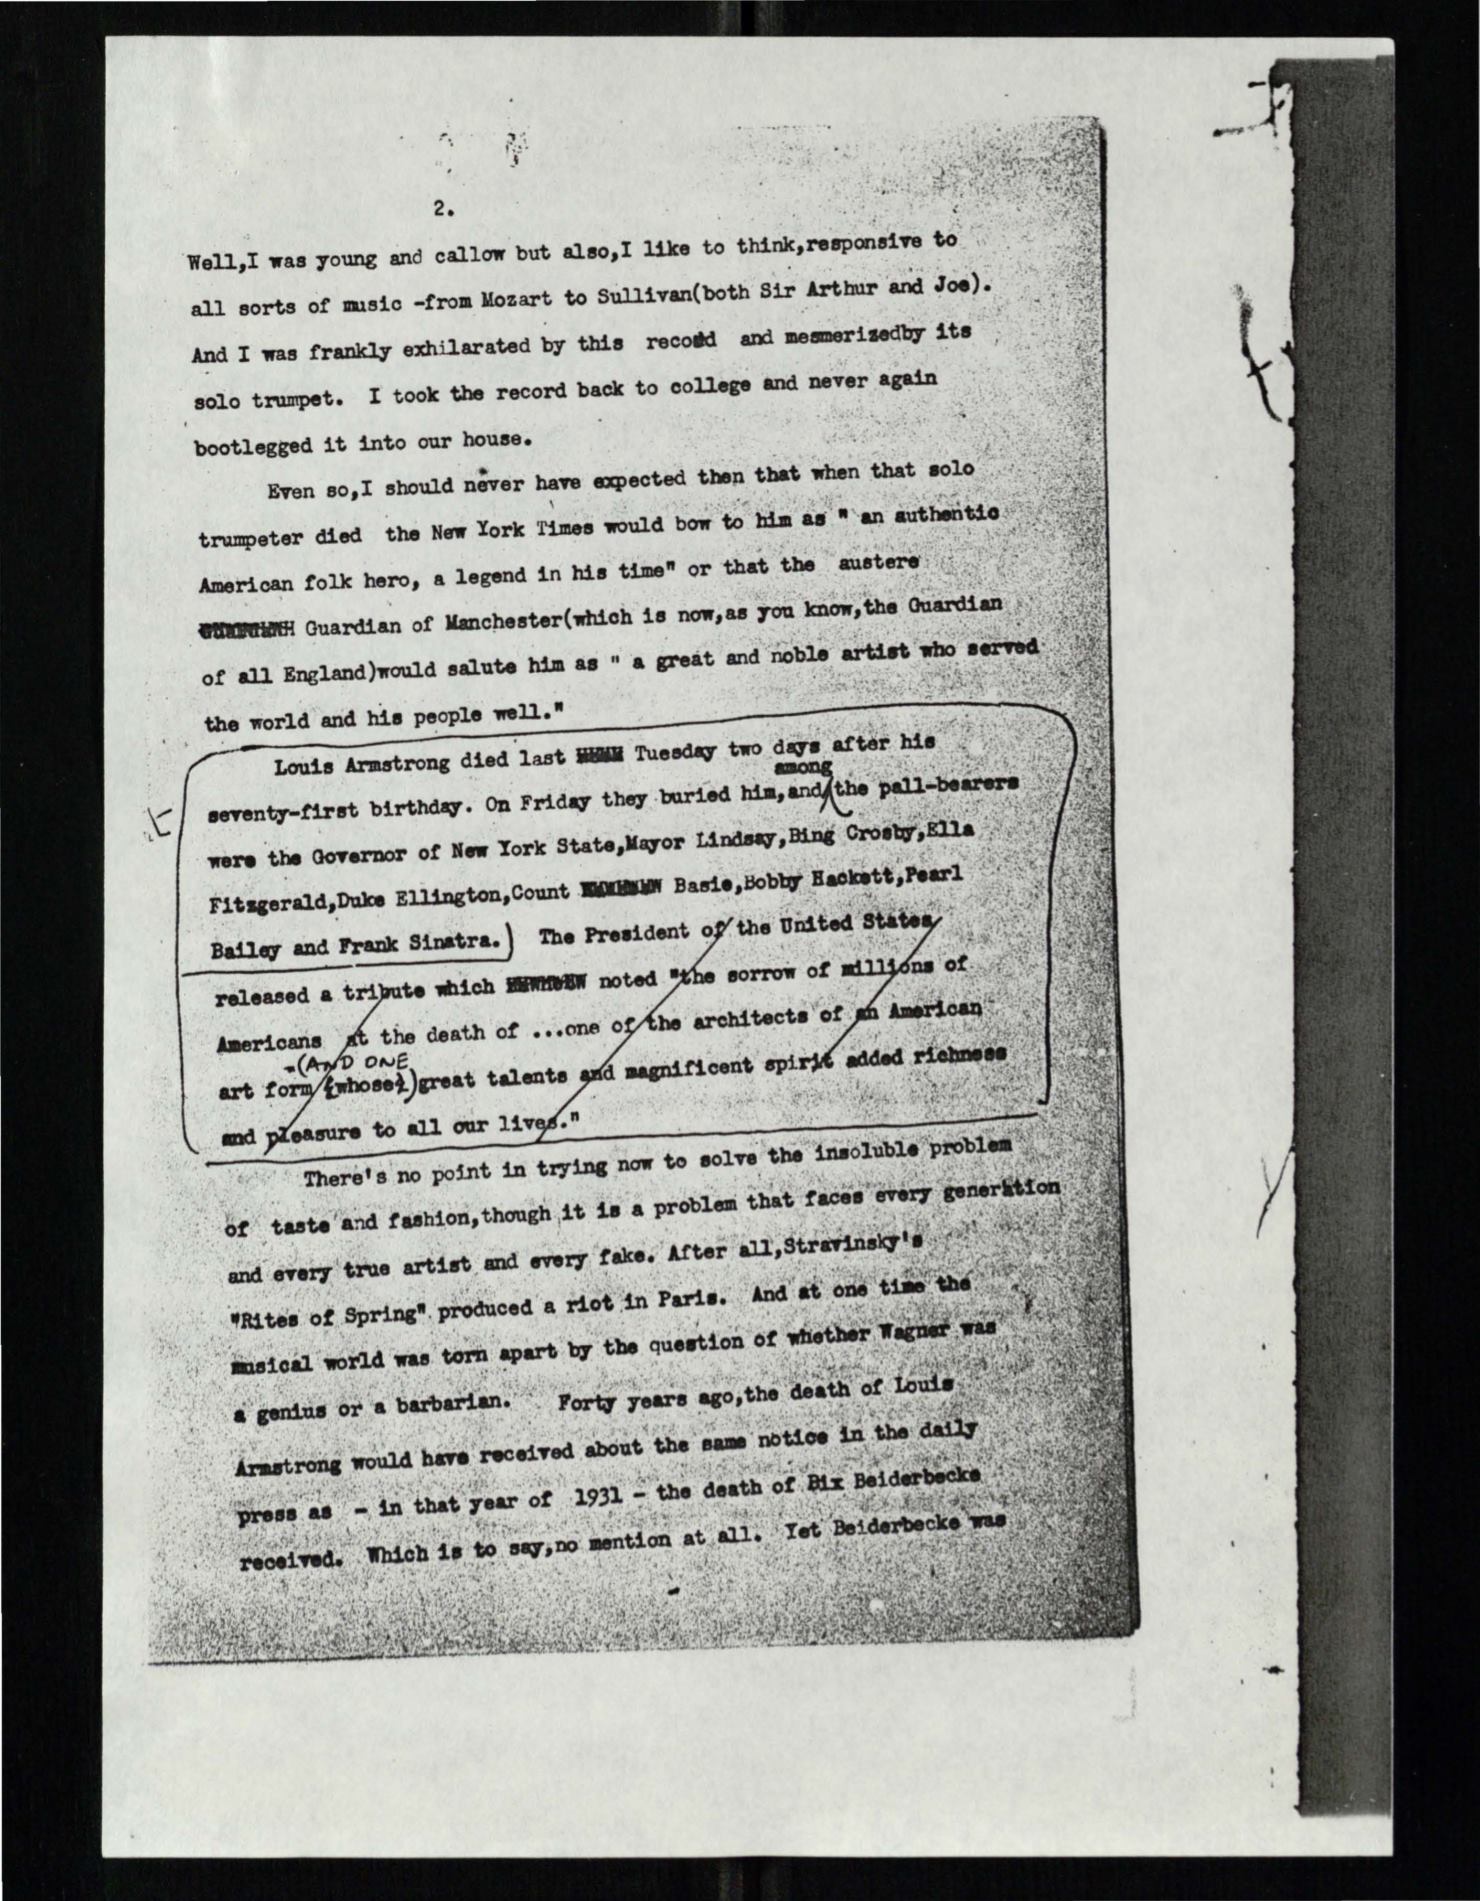 2.
Well,I was young and callow but also,I like to think,responsive to
all sorts of music -from Mozart to Sullivan(both Sir Arthur and Joe).
And I was frankly exhilarated by this record and mesmerizedby its
solo trumpet. I took the record back to college and never again
bootlegged it into our house.
Even so,I should never have expected then that when that solo
trumpeter died the New York Times would bow to him as " an authentic
American folk hero, a legend in his time" or that the austere
Guardian of Manchester(which is now,as you know,the Guardian
of all England)would salute him as " a great and noble artist who served
the world and his people well."
Louis Armstrong died last Tuesday two days after his
among
seventy-first birthday. On Friday they buried him,and the pall-bearers
were the Governor of New York State,Mayor Lindsay,Bing Crosby,Ella
Fitzgerald,Duke Ellington,Count Basie,Bobby Hackett,Pearl
Bailey and Frank Sinatra.) The President of the United States
released a tribute which noted "the sorrow of millions of
Americans at the death of ...one of the architects of an American
(AND ONE
art form (whose) great talents and magnificent spirit added richness
and pleasure to all our lives."
There's no point in trying now to solve the insoluble problem
of taste and fashion,though it is a problem that faces every generation
and every true artist and every fake. After all,Stravinsky's
"Rites of Spring" produced a riot in Paris. And at one time the
musical world was torn apart by the question of whether Wagner was
a genius or a barbarian. Forty years ago,the death of Louis
Armstrong would have received about the same notice in the daily
press as - in that year of 1931 - the death of Bix Beiderbecke
received. Which is to say,no mention at all. Yet Beiderbecke was